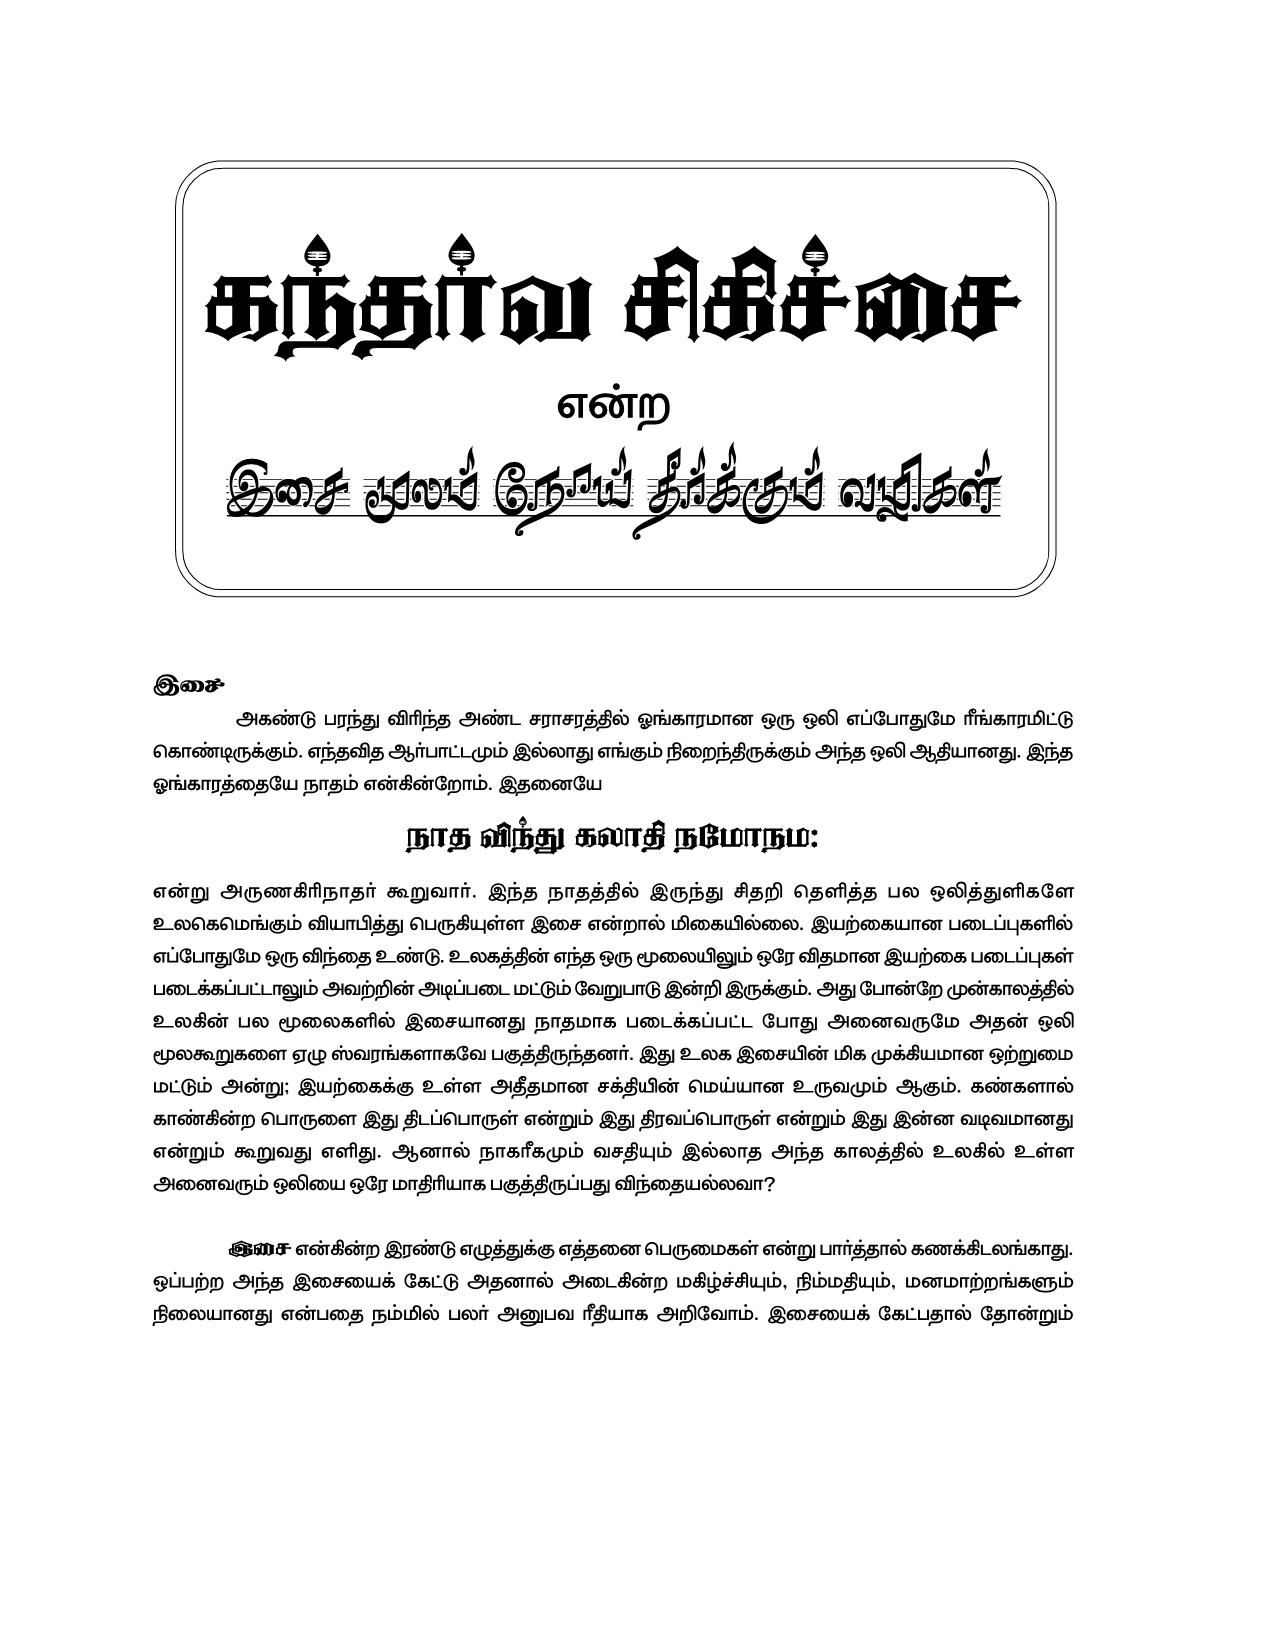 கந்தர்வ சிகிச்சை
என்ற
இசை மூலம் நோய் தீர்க்கும் வழிகள்
இசை
அகண்டு பரந்து விரிந்த அண்ட சராசரத்தில் ஓங்காரமான ஒரு ஒலி எப்போதுமே ரீங்காரமிட்டு
கொண்டிருக்கும். எந்தவித ஆர்பாட்டமும் இல்லாது எங்கும் நிறைந்திருக்கும் அந்த ஒலி ஆதியானது. இந்த
ஓங்காரத்தையே நாதம் என்கின்றோம். இதனையே
நாத விந்து கலாதி நமோநம:
என்று அருணகிரிநாதர் கூறுவார். இந்த நாதத்தில் இருந்து சிதறி தெளித்த பல ஒலித்துளிகளே
உலகெமெங்கும் வியாபித்து பெருகியுள்ள இசை என்றால் மிகையில்லை. இயற்கையான படைப்புகளில்
எப்போதுமே ஒரு விந்தை உண்டு. உலகத்தின் எந்த ஒரு மூலையிலும் ஒரே விதமான இயற்கை படைப்புகள்
படைக்கப்பட்டாலும் அவற்றின் அடிப்படை மட்டும் வேறுபாடு இன்றி இருக்கும். அது போன்றே முன்காலத்தில்
உலகின் பல மூலைகளில் இசையானது நாதமாக படைக்கப்பட்ட போது அனைவருமே அதன் ஒலி
மூலகூறுகளை ஏழு ஸ்வரங்களாகவே பகுத்திருந்தனர். இது உலக இசையின் மிக முக்கியமான ஒற்றுமை
மட்டும் அன்று; இயற்கைக்கு உள்ள அதீதமான சக்தியின் மெய்யான உருவமும் ஆகும். கண்களால்
காண்கின்ற பொருளை இது திடப்பொருள் என்றும் இது திரவப்பொருள் என்றும் இது இன்ன வடிவமானது
என்றும் கூறுவது எளிது. ஆனால் நாகரீகமும் வசதியும் இல்லாத அந்த காலத்தில் உலகில் உள்ள
அனைவரும் ஒலியை ஒரே மாதிரியாக பகுத்திருப்பது விந்தையல்லவா?
இசை என்கின்ற இரண்டு எழுத்துக்கு எத்தனை பெருமைகள் என்று பார்த்தால் கணக்கிடலங்காது.
ஒப்பற்ற அந்த இசையைக் கேட்டு அதனால் அடைகின்ற மகிழ்ச்சியும், நிம்மதியும், மனமாற்றங்களும்
நிலையானது என்பதை நம்மில் பலர் அனுபவ ரீதியாக அறிவோம். இசையைக் கேட்பதால் தோன்றும்